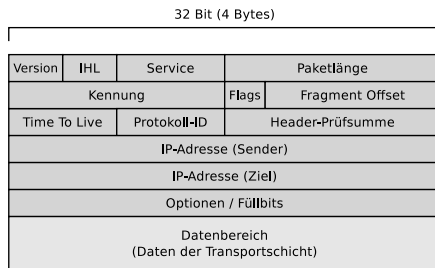 32 Bit (4 Bytes)
Version IHL Service Paketlänge
Kennung Flags Fragment Offset
Time To Live Protokoll-ID Header-Prüfsumme
IP-Adresse (Sender)
IP-Adresse (Ziel)
Optionen / Füllbits
Datenbereich
(Daten der Transportschicht)